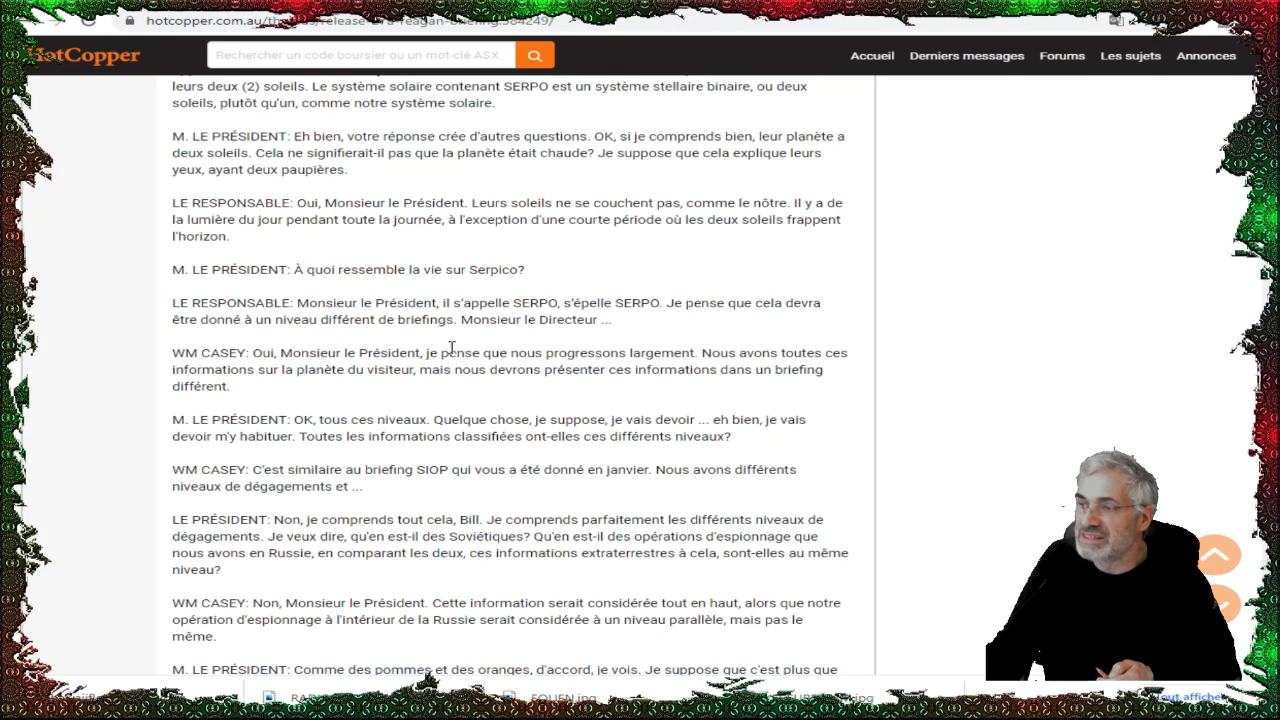 HotCopper
Rechercher un code boursier ou un mot-clé ASX
Accueil Derniers messages Forums Les sujets Annonces
leurs deux (2) soleils. Le système solaire contenant SERPO est un système stellaire binaire, ou deux
soleils, plutôt qu'un, comme notre système solaire.
M. LE PRÉSIDENT: Eh bien, votre réponse crée d'autres questions. OK, si je comprends bien, leur planète a
deux soleils. Cela ne signifierait-il pas que la planète était chaude? Je suppose que cela explique leurs
yeux, ayant deux paupières.
LE RESPONSABLE: Oui, Monsieur le Président. Leurs soleils ne se couchent pas, comme le nôtre. Il y a de
la lumière du jour pendant toute la journée, à l'exception d'une courte période où les deux soleils frappent
l'horizon.
M. LE PRÉSIDENT: À quoi ressemble la vie sur Serpico?
LE RESPONSABLE: Monsieur le Président, il s'appelle SERPO, s'épelle SERPO. Je pense que cela devra
être donné à un niveau différent de briefings. Monsieur le Directeur ...
WM CASEY: Oui, Monsieur le Président, je pense que nous progressons largement. Nous avons toutes ces
informations sur la planète du visiteur, mais nous devrons présenter ces informations dans un briefing
différent.
M. LE PRÉSIDENT: OK, tous ces niveaux. Quelque chose, je suppose, je vais devoir ... eh bien, je vais
devoir m'y habituer. Toutes les informations classifiées ont-elles ces différents niveaux?
WM CASEY: C'est similaire au briefing SIOP qui vous a été donné en janvier. Nous avons différents
niveaux de dégagements et ...
LE PRÉSIDENT: Non, je comprends tout cela, Bill. Je comprends parfaitement les différents niveaux de
dégagements. Je veux dire, qu'en est-il des Soviétiques? Qu'en est-il des opérations d'espionnage que
nous avons en Russie, en comparant les deux, ces informations extraterrestres à cela, sont-elles au même
niveau?
WM CASEY: Non, Monsieur le Président. Cette information serait considérée tout en haut, alors que notre
opération d'espionnage à l'intérieur de la Russie serait considérée à un niveau parallèle, mais pas le
même.
M. LE PRÉSIDENT: Comme des pommes et des oranges, d'accord, je vois. Je suppose que c'est plus que